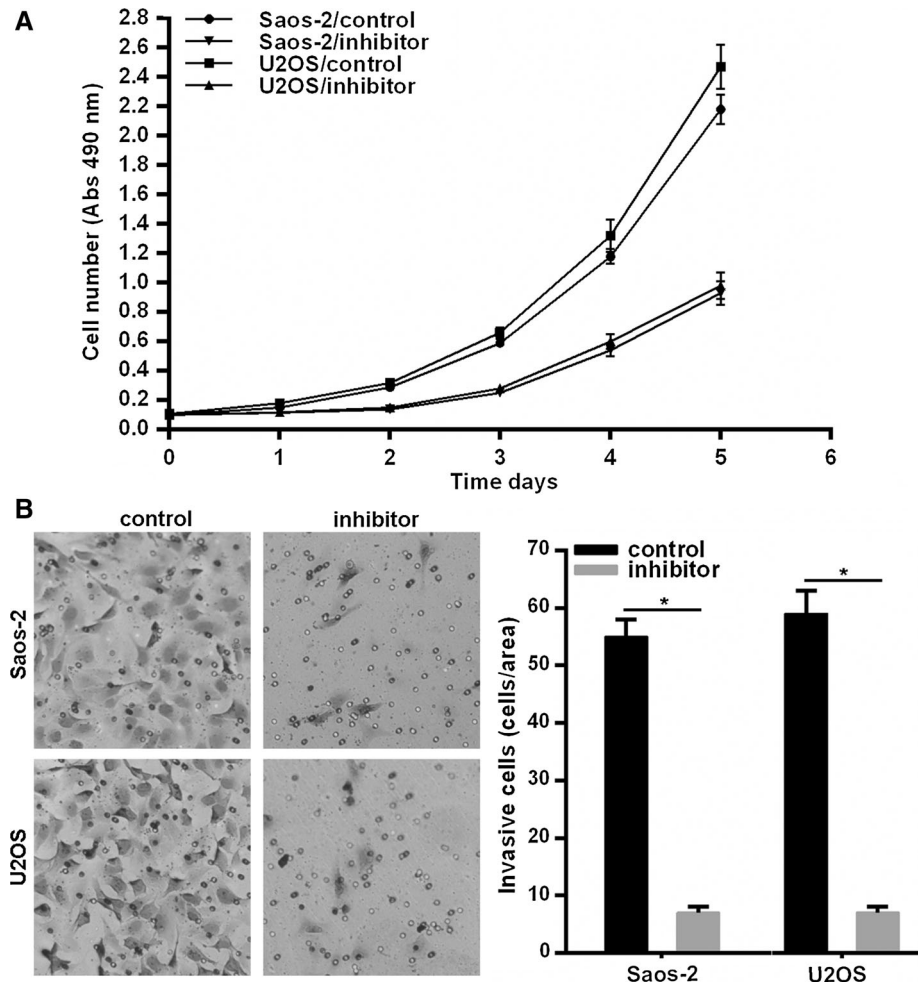 A
Saos-2/control
Saos-2/inhibitor
U2OS/control
U2OS/inhibitor
Cell number (Abs 490 nm)
2.8
2.6
2.4
2.2
2.0
1.8
1.6
1.4
1.2
1.0
0.8
0.6
0.4
0.2
0.0
0 1 2 3 4 5 6
Time days
B
control inhibitor
Saos-2
U2OS
control
inhibitor
Invasive cells (cells/area)
70
60
50
40
30
20
10
0
* *
Saos-2 U2OS